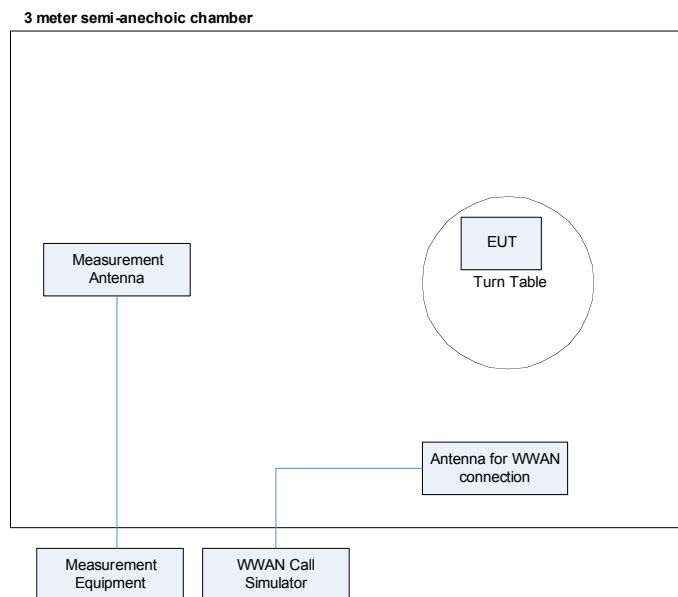 3 meter semi-anechoic chamber
EUT
Measurement
Antenna
Turn Table
Antenna for WWAN
connection
Measurement
Equipment
WWAN Call
Simulator